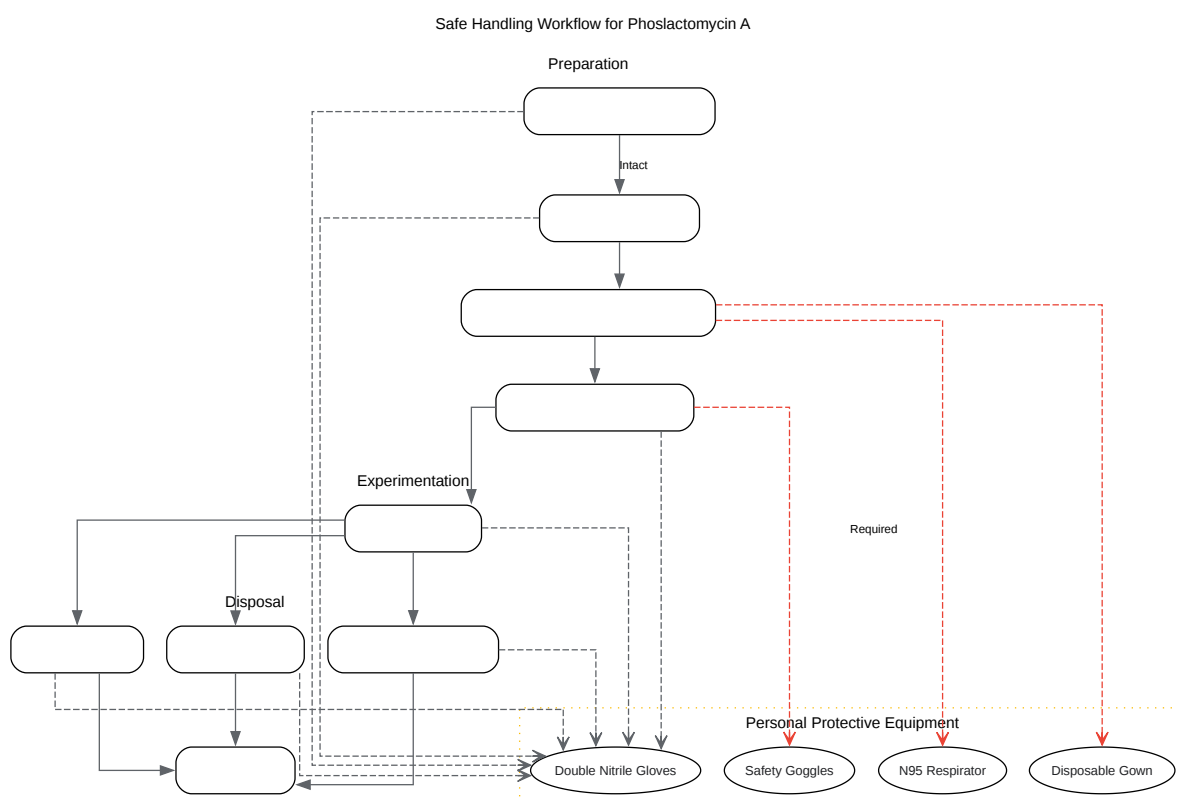 Safe Handling Workflow for Phoslactomycin A
Preparation
Intact
Experimentation
Required
Disposal
Personal Protective Equipment
Double Nitrile Gloves
Safety Goggles
N95 Respirator
Disposable Gown